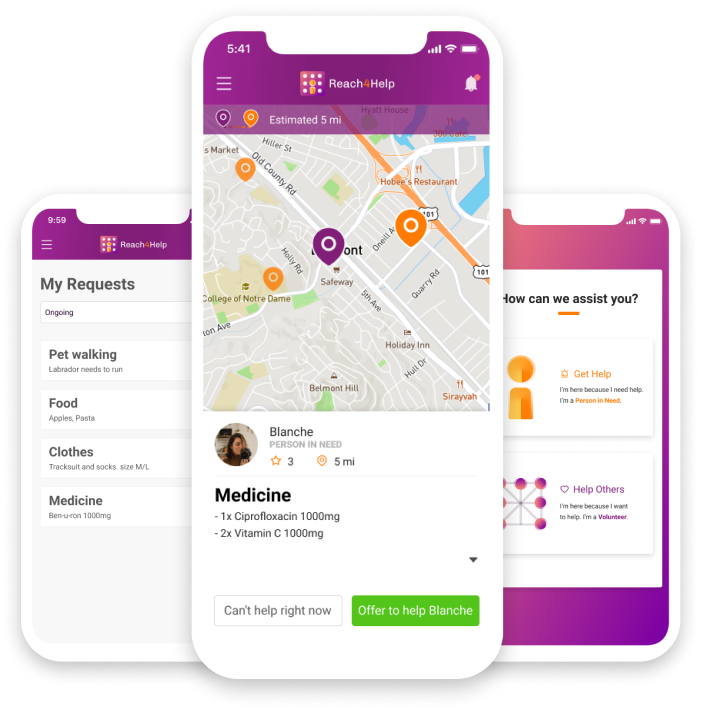 5:41
Reach4Help
Estimated 5 mi
Hyatt House
Hiller St
s Market
Old County Rd
Hobee's Restaurant
101
Oneill A
mont
Holly Rd
Safeway
101
Quarry Rd
5th Ave
College of Notre Dame
ton Ave
Holiday Inn
Hull Dr
Belmont Hill
Sirayvah
Blanche
PERSON IN NEED
3
5 mi
Medicine
- 1x Ciprofloxacin 1000mg
- 2x Vitamin C 1000mg
Can't help right now
Offer to help Blanche
9:59
Reach4Help
My Requests
Ongoing
Pet walking
Labrador needs to run
Food
Apples, Pasta
Clothes
Tracksuit and socks. size M/L
Medicine
Ben-u-ron 1000mg
How can we assist you?
Get Help
I'm here because I need help.
I'm a Person in Need.
Help Others
I'm here because I want
to help. I'm a Volunteer.